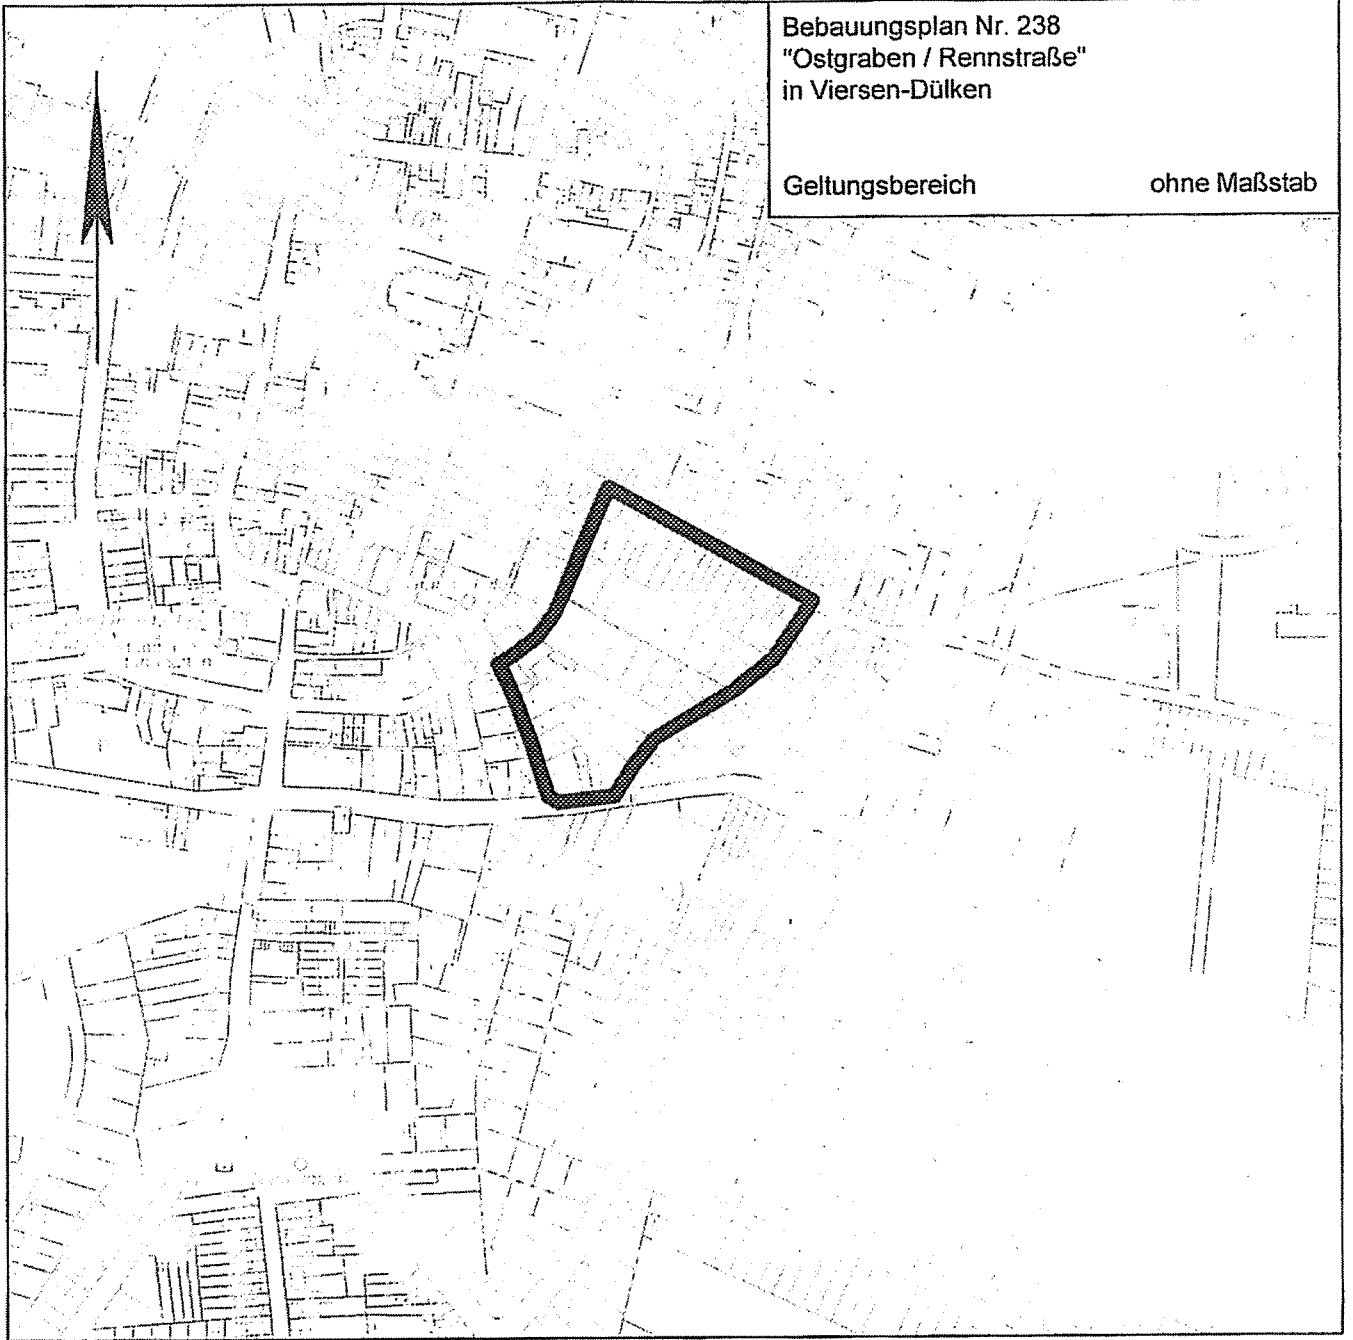 Bebauungsplan Nr. 238
"Ostgraben / Rennstraße"
in Viersen-Dülken
Geltungsbereich ohne Maßstab